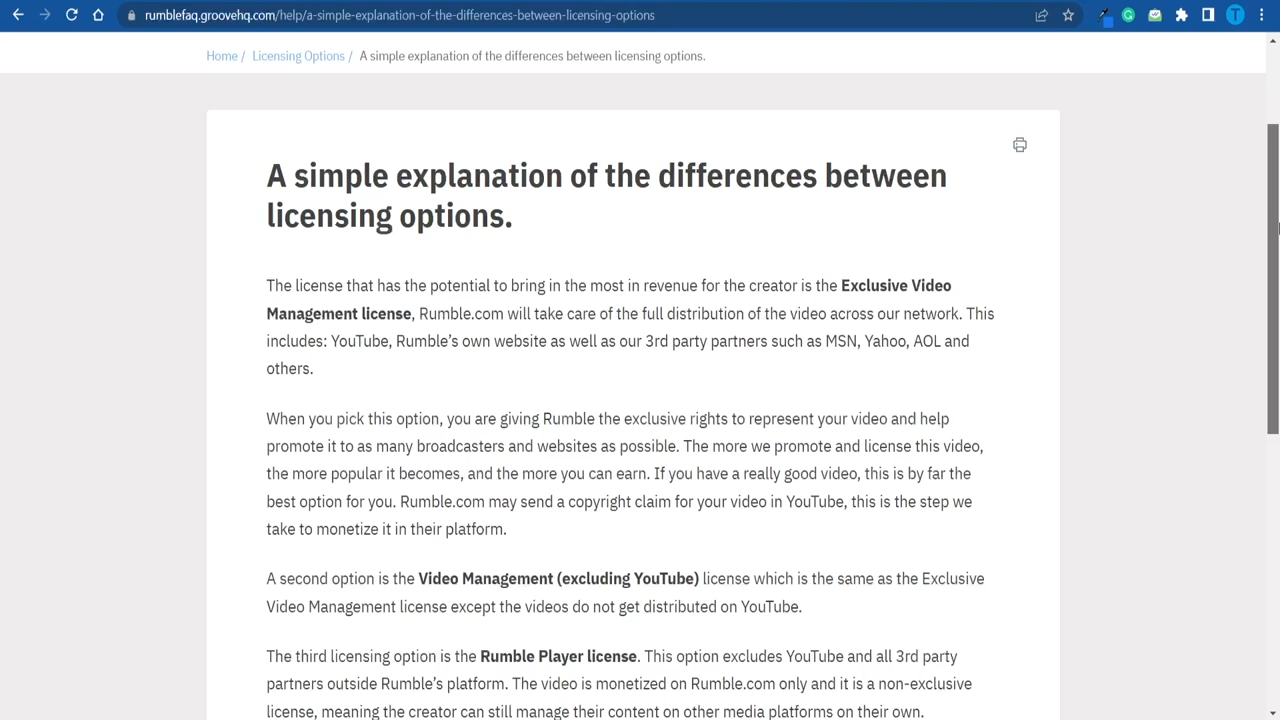 rumblefaq.groovehq.com/help/a-simple-explanation-of-the-differences-between-licensing-options
T
Home / Licensing Options / A simple explanation of the differences between licensing options.
A simple explanation of the differences between
licensing options.
The license that has the potential to bring in the most in revenue for the creator is the Exclusive Video
Management license, Rumble.com will take care of the full distribution of the video across our network. This
includes: YouTube, Rumble’s own website as well as our 3rd party partners such as MSN, Yahoo, AOL and
others.
When you pick this option, you are giving Rumble the exclusive rights to represent your video and help
promote it to as many broadcasters and websites as possible. The more we promote and license this video,
the more popular it becomes, and the more you can earn. If you have a really good video, this is by far the
best option for you. Rumble.com may send a copyright claim for your video in YouTube, this is the step we
take to monetize it in their platform.
A second option is the Video Management (excluding YouTube) license which is the same as the Exclusive
Video Management license except the videos do not get distributed on YouTube.
The third licensing option is the Rumble Player license. This option excludes YouTube and all 3rd party
partners outside Rumble’s platform. The video is monetized on Rumble.com only and it is a non-exclusive
license, meaning the creator can still manage their content on other media platforms on their own.